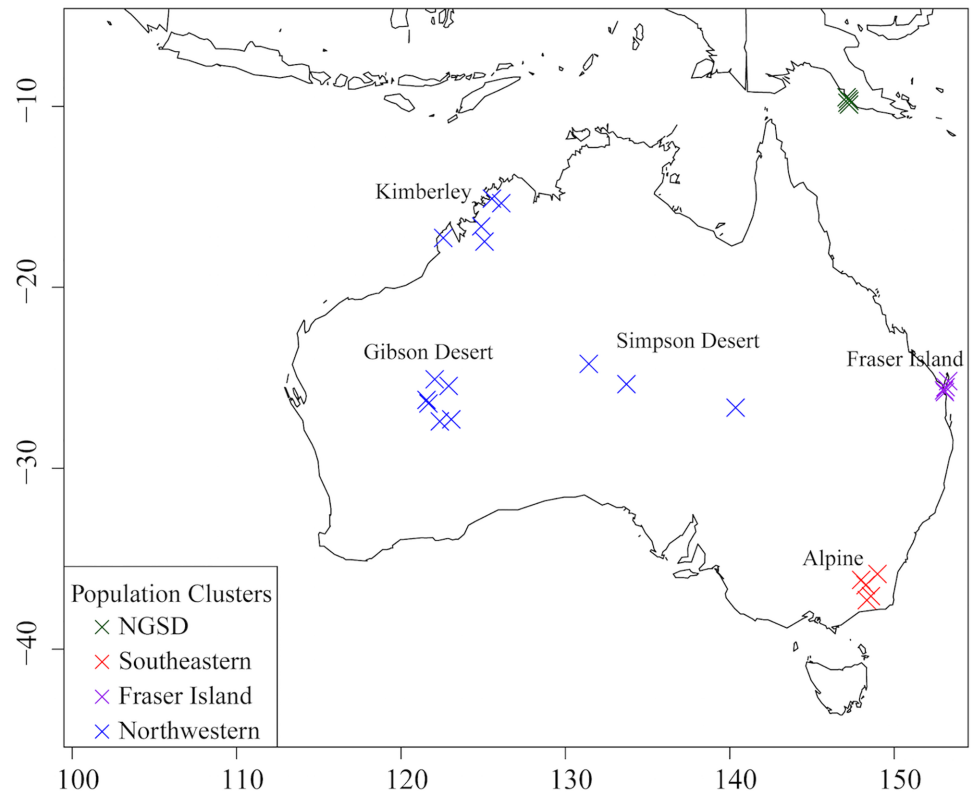 −10
−20
−30
−40
Kimberley
Gibson Desert
Simpson Desert
Fraser Island
Alpine
Population Clusters
NGSD
Southeastern
Fraser Island
Northwestern
100 110 120 130 140 150